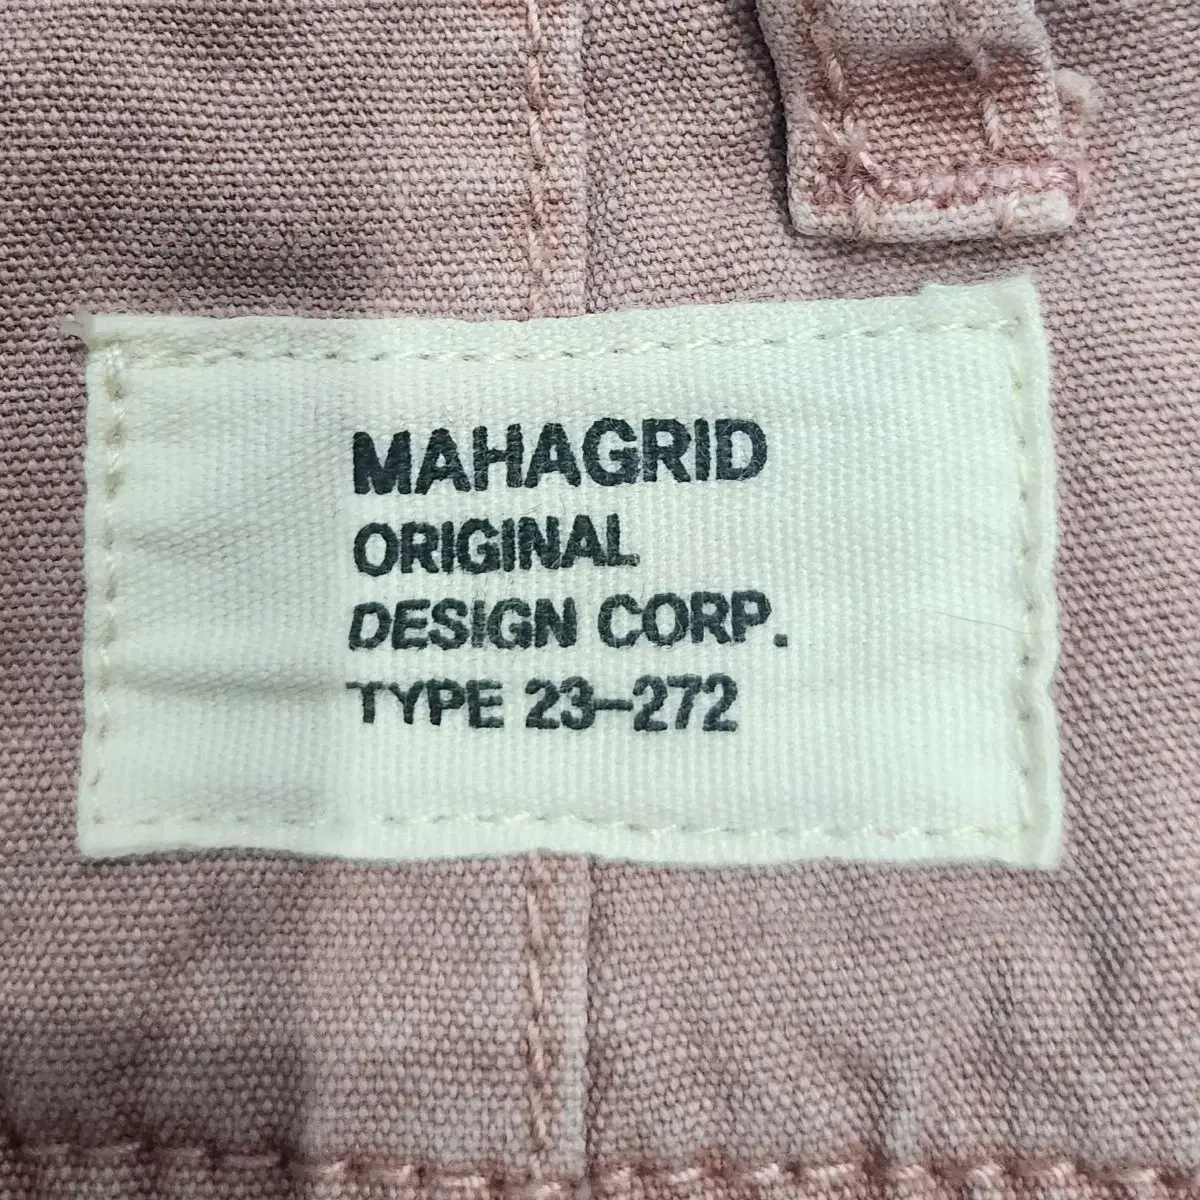 MAHAGRID
ORIGINAL
DESIGN CORP.
TYPE 23-272